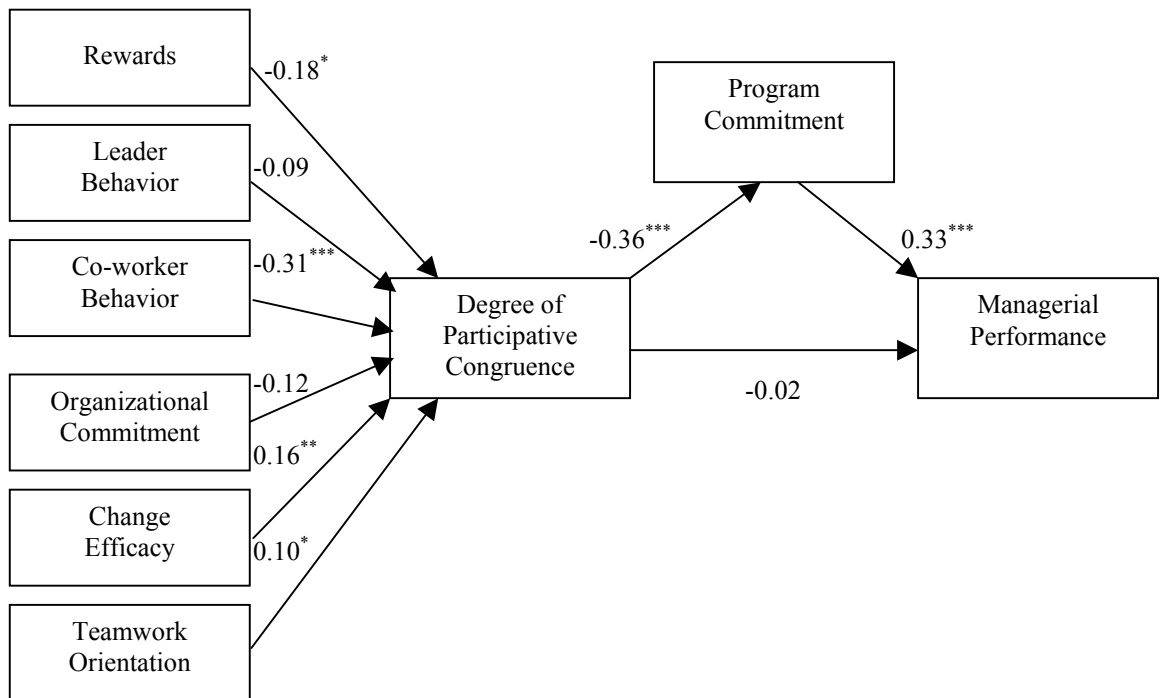 Rewards
-0.18*
Leader
Behavior
-0.09
Co-worker
Behavior
-0.31***
Organizational
Commitment
-0.12
Change
Efficacy
0.16**
Teamwork
Orientation
0.10*
Degree of
Participative
Congruence
-0.36***
Program
Commitment
0.33***
-0.02
Managerial
Performance